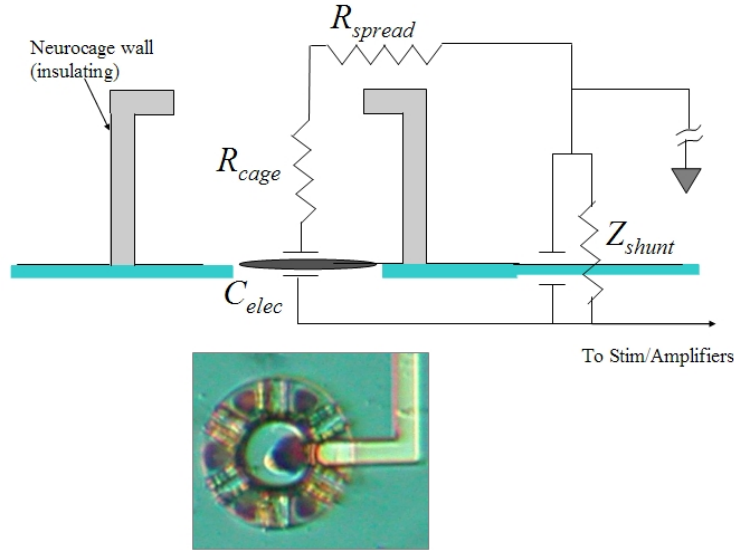 R_spread
Neurocage wall
(insulating)
R_cage
Z_shunt
C_elec
To Stim/Amplifiers